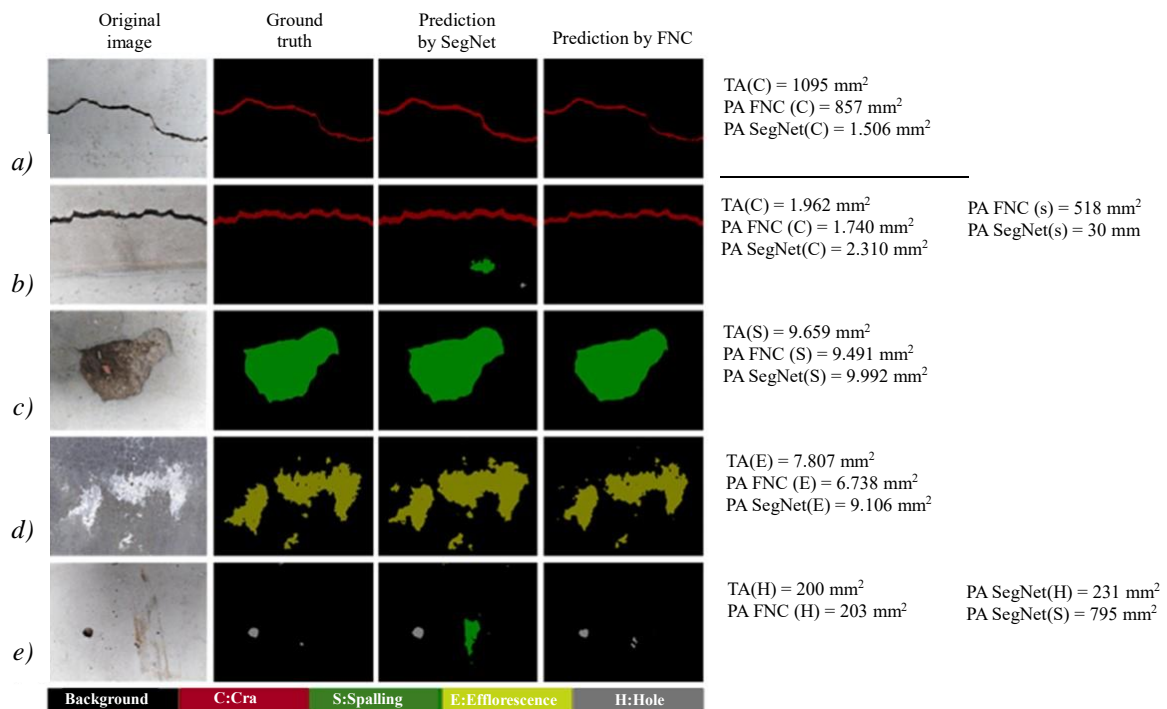 Original
image
Ground
truth
Prediction
by SegNet
Prediction by FNC
a)
TA(C) = 1095 mm²
PA FNC (C) = 857 mm²
PA SegNet(C) = 1.506 mm²
b)
TA(C) = 1.962 mm²
PA FNC (C) = 1.740 mm²
PA SegNet(C) = 2.310 mm²
PA FNC (s) = 518 mm²
PA SegNet(s) = 30 mm
c)
TA(S) = 9.659 mm²
PA FNC (S) = 9.491 mm²
PA SegNet(S) = 9.992 mm²
d)
TA(E) = 7.807 mm²
PA FNC (E) = 6.738 mm²
PA SegNet(E) = 9.106 mm²
e)
TA(H) = 200 mm²
PA FNC (H) = 203 mm²
PA SegNet(H) = 231 mm²
PA SegNet(S) = 795 mm²
Background C:Cra S:Spalling E:Efflorescence H:Hole